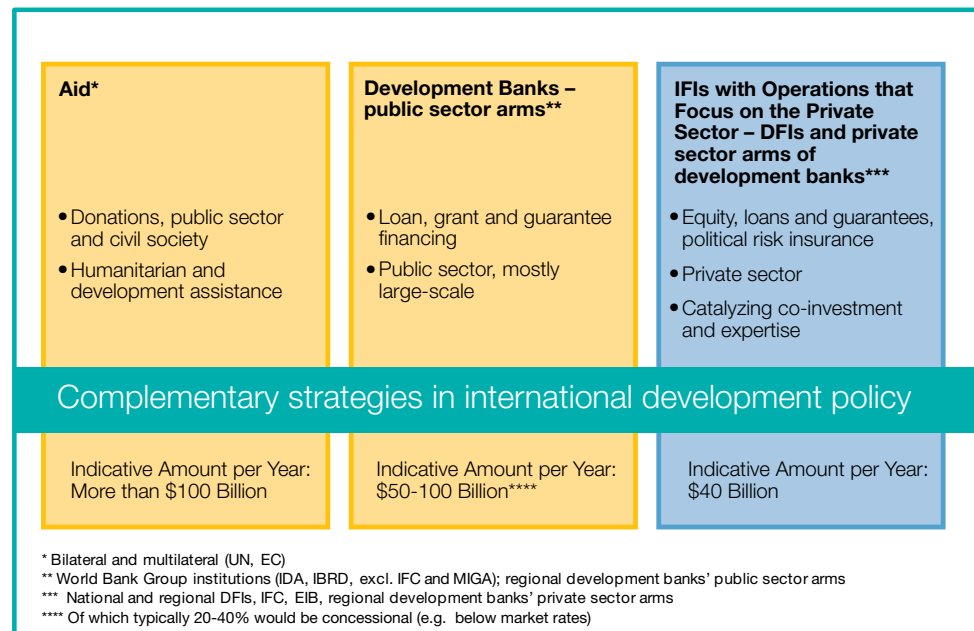 Aid*
• Donations, public sector
and civil society
• Humanitarian and
development assistance
Development Banks –
public sector arms**
• Loan, grant and guarantee
financing
• Public sector, mostly
large-scale
IFIs with Operations that
Focus on the Private
Sector – DFIs and private
sector arms of
development banks***
• Equity, loans and guarantees,
political risk insurance
• Private sector
• Catalyzing co-investment
and expertise
Complementary strategies in international development policy
Indicative Amount per Year:
More than $100 Billion
Indicative Amount per Year:
$50-100 Billion****
Indicative Amount per Year:
$40 Billion
* Bilateral and multilateral (UN, EC)
** World Bank Group institutions (IDA, IBRD, excl. IFC and MIGA); regional development banks' public sector arms
*** National and regional DFIs, IFC, EIB, regional development banks' private sector arms
**** Of which typically 20-40% would be concessional (e.g. below market rates)